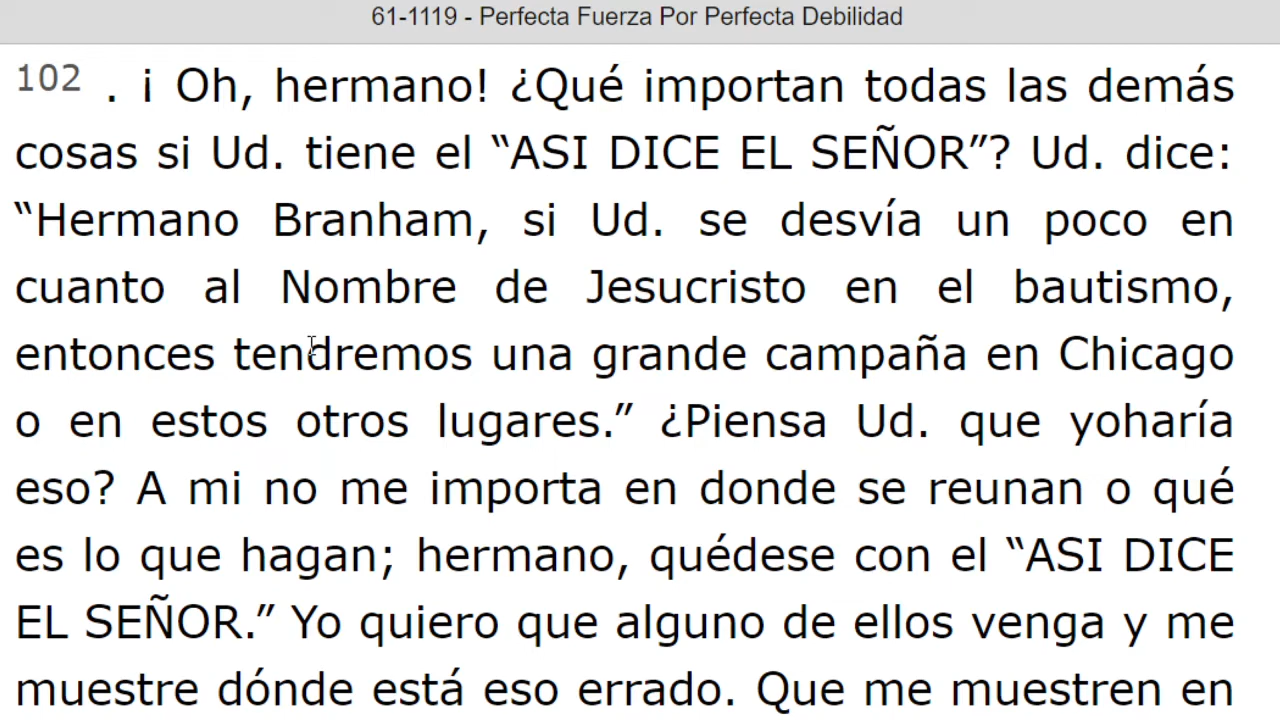 61-1119 - Perfecta Fuerza Por Perfecta Debilidad
102 . ¡ Oh, hermano! ¿Qué importan todas las demás
cosas si Ud. tiene el “ASI DICE EL SEÑOR”? Ud. dice:
“Hermano Branham, si Ud. se desvía un poco en
cuanto al Nombre de Jesucristo en el bautismo,
entonces tendremos una grande campaña en Chicago
o en estos otros lugares.” ¿Piensa Ud. que yoharía
eso? A mi no me importa en donde se reunan o qué
es lo que hagan; hermano, quédese con el “ASI DICE
EL SEÑOR.” Yo quiero que alguno de ellos venga y me
muestre dónde está eso errado. Que me muestren en